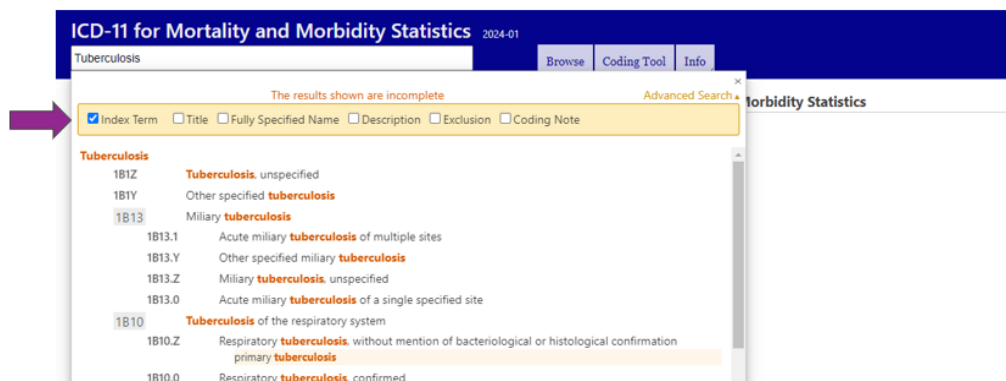 ICD-11 for Mortality and Morbidity Statistics 2024-01
Tuberculosis
Browse Coding Tool Info
The results shown are incomplete
Advanced Search
Morbidity Statistics
Index Term Title Fully Specified Name Description Exclusion Coding Note
Tuberculosis
1B1Z Tuberculosis, unspecified
1B1Y Other specified tuberculosis
1B13 Miliary tuberculosis
1B13.1 Acute miliary tuberculosis of multiple sites
1B13.Y Other specified miliary tuberculosis
1B13.Z Miliary tuberculosis, unspecified
1B13.0 Acute miliary tuberculosis of a single specified site
1B10 Tuberculosis of the respiratory system
1B10.Z Respiratory tuberculosis, without mention of bacteriological or histological confirmation
primary tuberculosis
1B10.0 Respiratory tuberculosis, confirmed